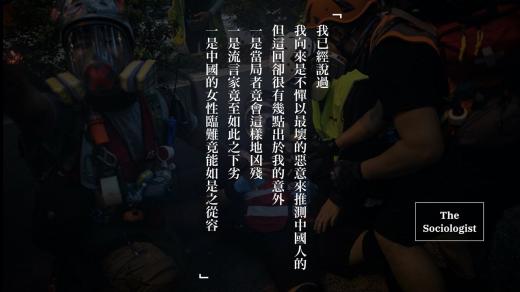 「
我已經說過
我向來是不憚以最壞的惡意來推測中國人的
但這回卻很有幾點出於我的意外
一是當局者竟會這樣地凶殘
一是流言家竟至如此之下劣
一是中國的女性臨難竟能如是之從容
」
The
Sociologist